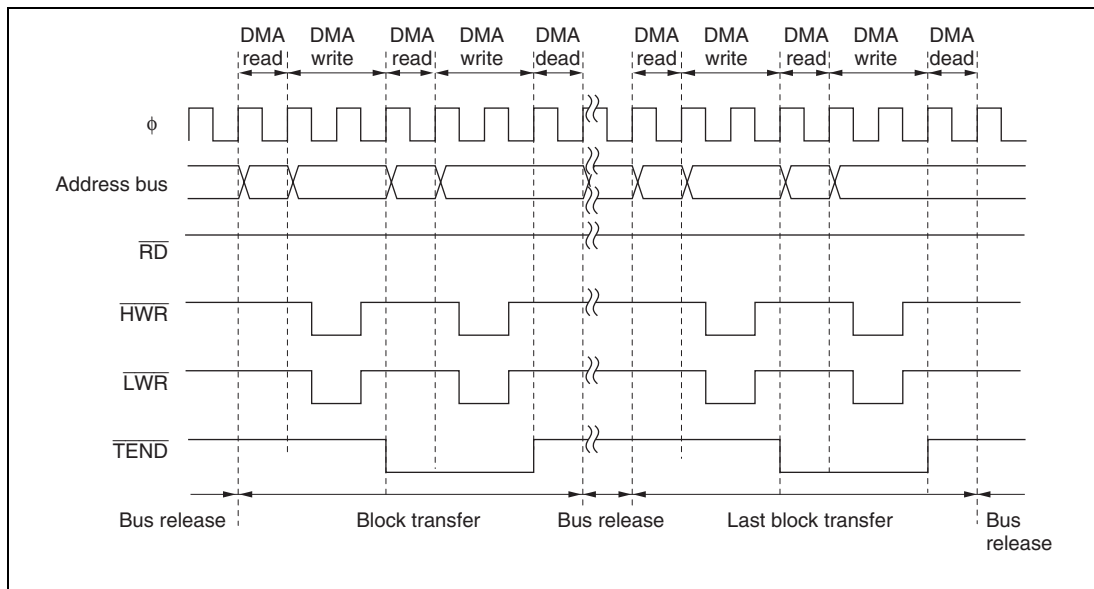 DMA DMA DMA DMA DMA DMA DMA DMA DMA DMA
read write read write dead read write read write dead
ϕ
Address bus
RD
HWR
LWR
TEND
Bus release Block transfer Bus release Last block transfer Bus
release